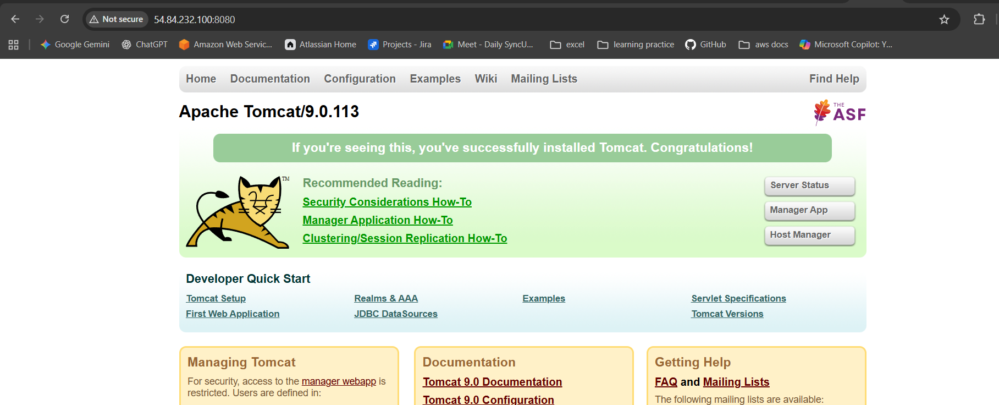 Not secure 54.84.232.100:8080
Google Gemini ChatGPT Amazon Web Servic... Atlassian Home Projects - Jira Meet - Daily SyncU... excel learning practice GitHub aws docs Microsoft Copilot: Y...
Home Documentation Configuration Examples Wiki Mailing Lists Find Help
Apache Tomcat/9.0.113
THE
ASF
If you're seeing this, you've successfully installed Tomcat. Congratulations!
TM
Recommended Reading:
Security Considerations How-To
Manager Application How-To
Clustering/Session Replication How-To
Server Status
Manager App
Host Manager
Developer Quick Start
Tomcat Setup Realms & AAA Examples Servlet Specifications
First Web Application JDBC DataSources Tomcat Versions
Managing Tomcat
For security, access to the manager webapp is
restricted. Users are defined in:
Documentation
Tomcat 9.0 Documentation
Tomcat 9.0 Configuration
Getting Help
FAQ and Mailing Lists
The following mailing lists are available: